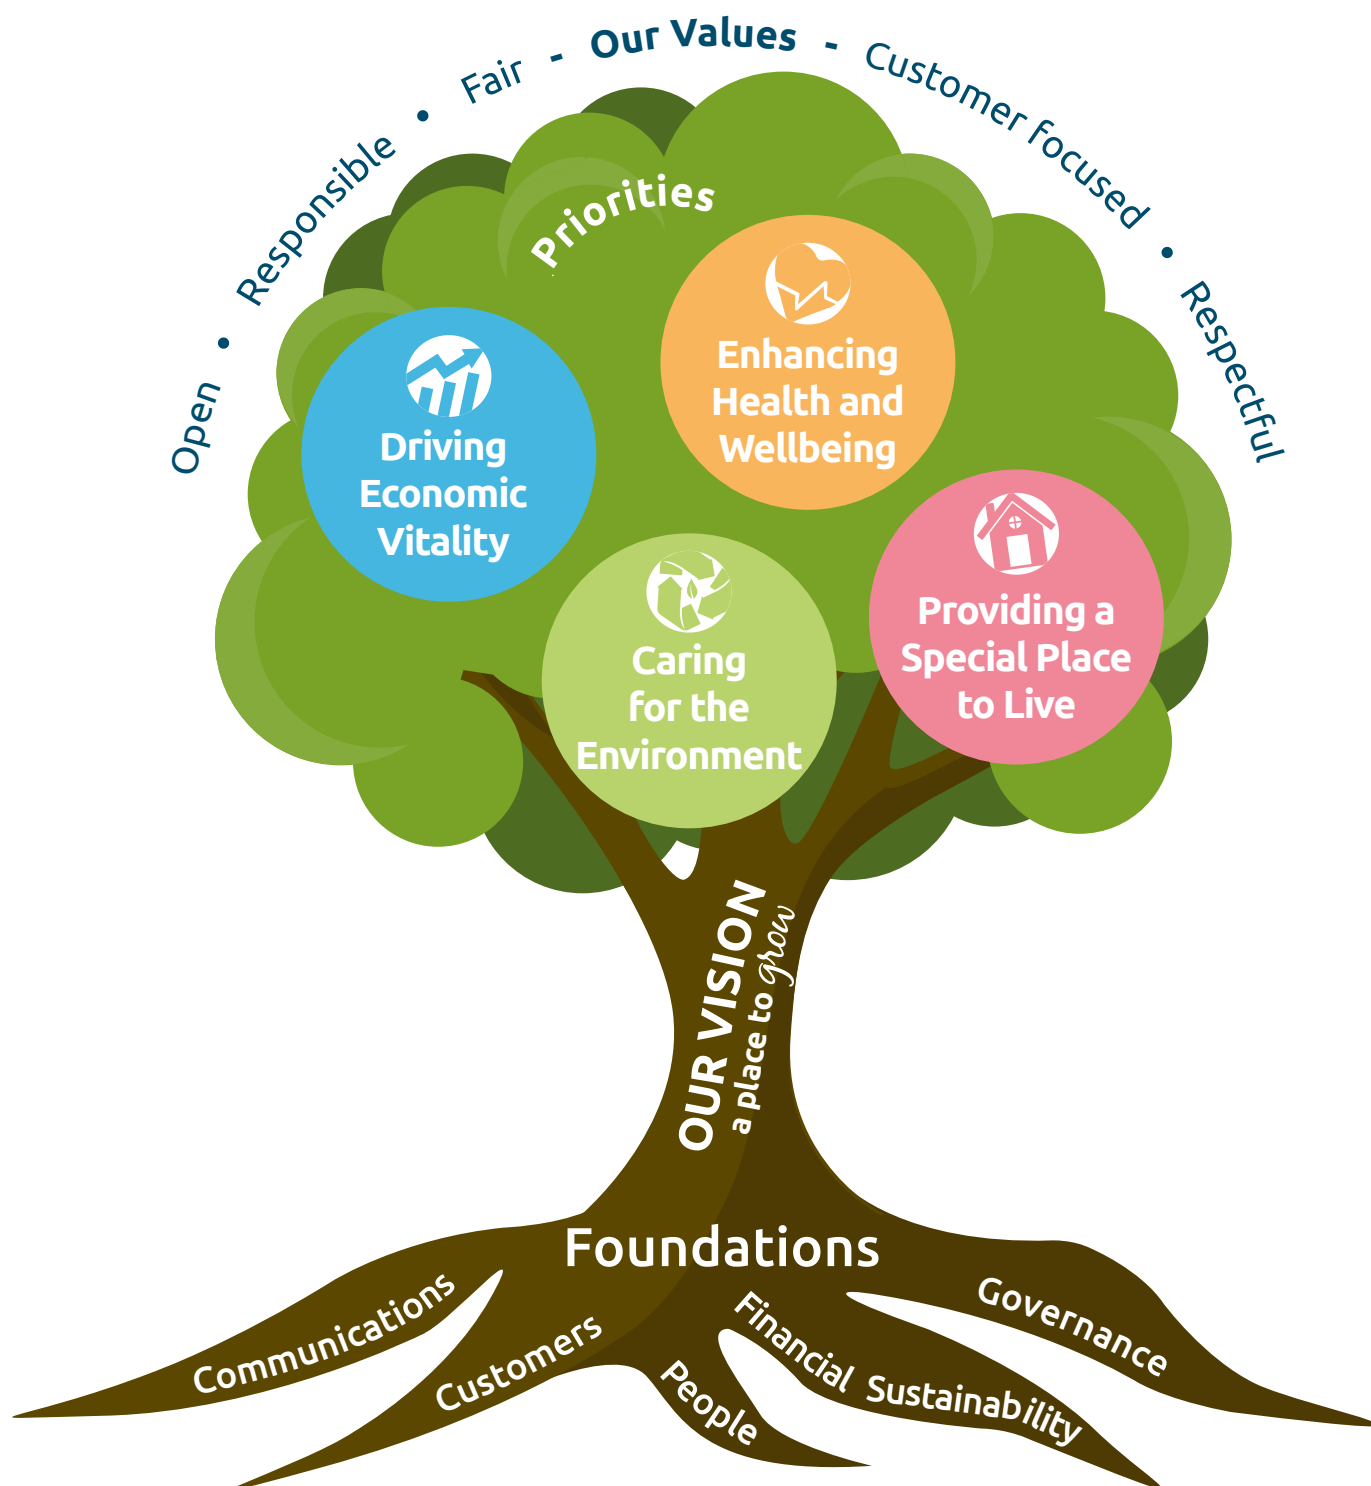 Open • Responsible • Fair - Our Values - Customer focused • Respectful
Priorities
Driving
Economic
Vitality
Enhancing
Health and
Wellbeing
Caring
for the
Environment
Providing a
Special Place
to Live
OUR VISION
a place to grow
Foundations
Communications
Customers
People
Financial Sustainability
Governance